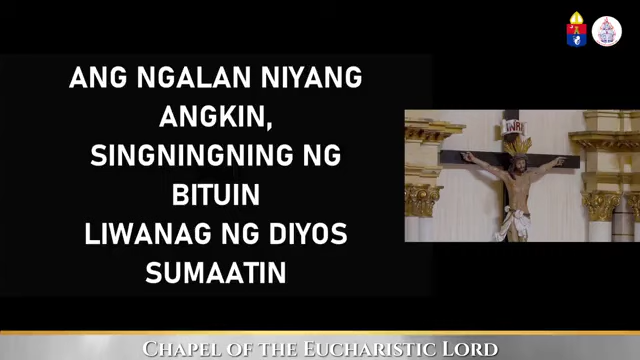 ANG NGALAN NIYANG
ANGKIN,
SINGNINGNING NG
BITUIN
LIWANAG NG DIYOS
SUMAATIN
INRI
CHAPEL OF THE EUCHARISTIC LORD